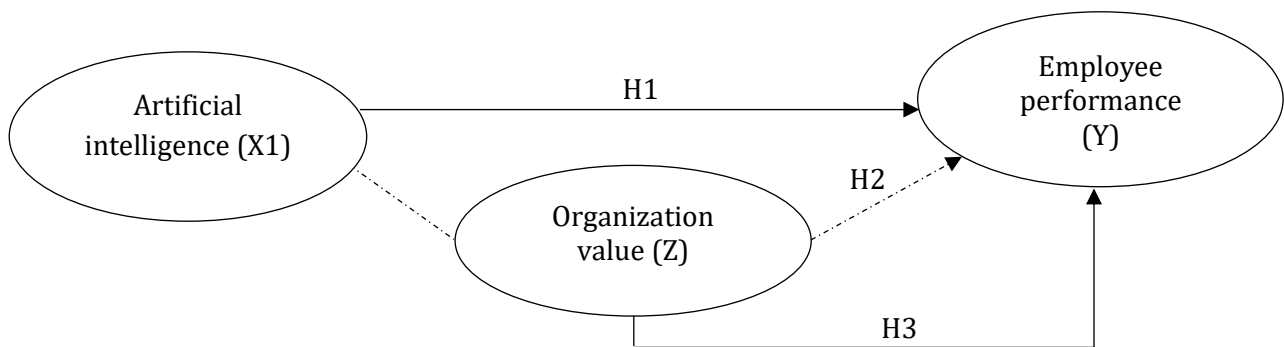 Artificial
intelligence (X1)
H1
Employee
performance
(Y)
H2
Organization
value (Z)
H3